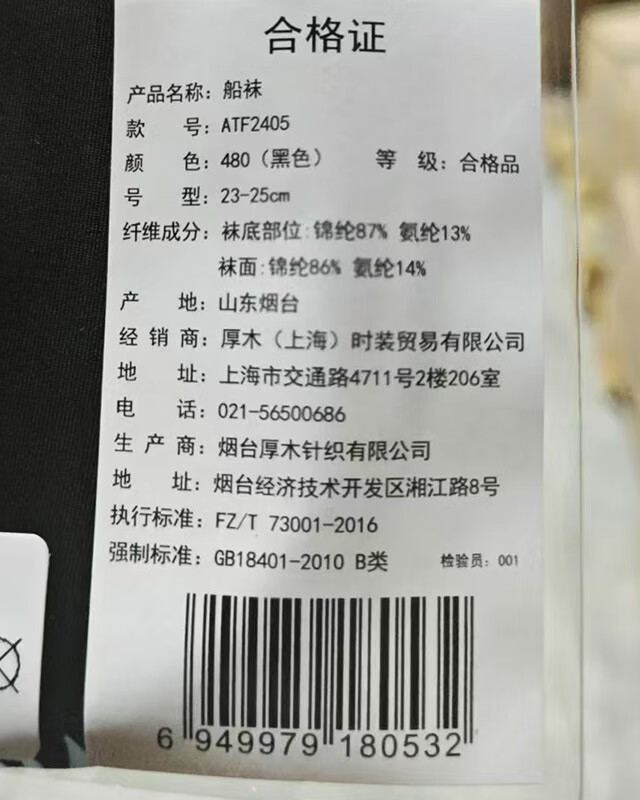 合格证
产品名称：船袜
款 号：ATF2405
颜 色：480（黑色） 等 级：合格品
号 型：23-25cm
纤维成分：袜底部位:锦纶87% 氨纶13%
袜面:锦纶86% 氨纶14%
产 地：山东烟台
经 销 商：厚木（上海）时装贸易有限公司
地 址：上海市交通路4711号2楼206室
电 话：021-56500686
生 产 商：烟台厚木针织有限公司
地 址：烟台经济技术开发区湘江路8号
执行标准：FZ/T 73001-2016
强制标准：GB18401-2010 B类 检验员：001
6 949979 180532